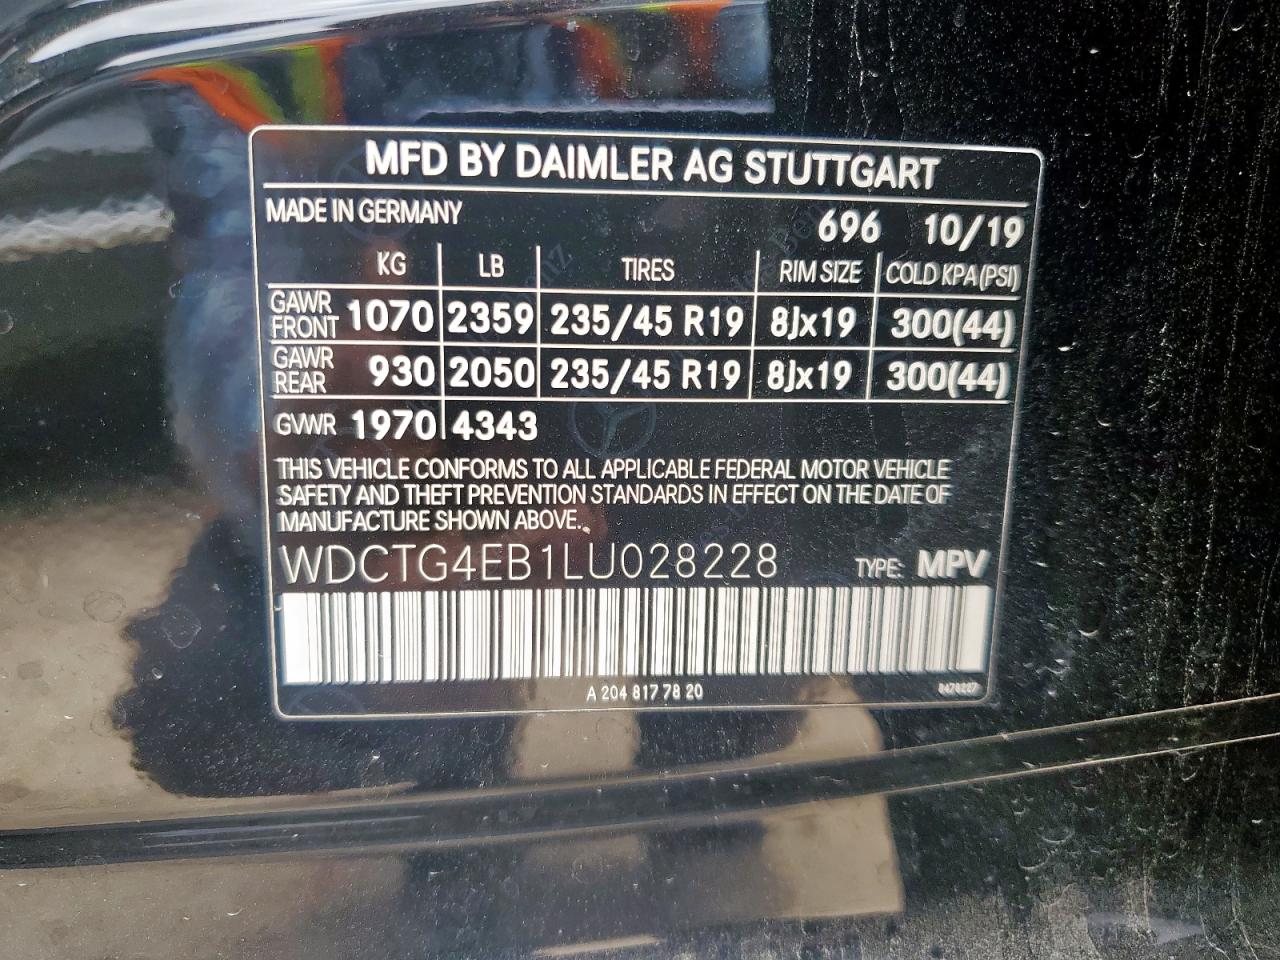 MFD BY DAIMLER AG STUTTGART
MADE IN GERMANY 696 10/19
KG LB TIRES RIM SIZE COLD KPA (PSI)
GAWR FRONT 1070 2359 235/45 R19 8Jx19 300(44)
GAWR REAR 930 2050 235/45 R19 8Jx19 300(44)
GVWR 1970 4343
THIS VEHICLE CONFORMS TO ALL APPLICABLE FEDERAL MOTOR VEHICLE
SAFETY AND THEFT PREVENTION STANDARDS IN EFFECT ON THE DATE OF
MANUFACTURE SHOWN ABOVE.
WDCTG4EB1LU028228 TYPE: MPV
A 204 817 78 20